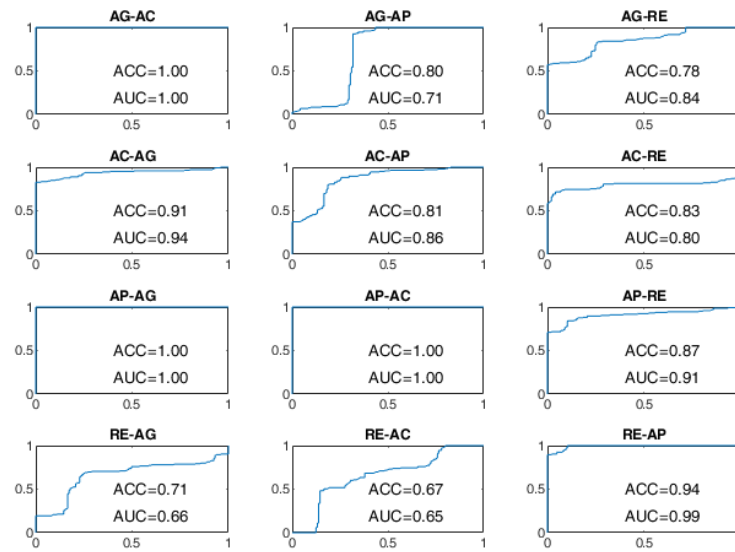 AG-AC
1
0.5
0
0 0.5 1
ACC=1.00
AUC=1.00
AG-AP
1
0.5
0
0 0.5 1
ACC=0.80
AUC=0.71
AG-RE
1
0.5
0
0 0.5
ACC=0.78
AUC=0.84
AC-AG
1
0.5
0
0 0.5 1
ACC=0.91
AUC=0.94
AC-AP
1
0.5
0
0 0.5 1
ACC=0.81
AUC=0.86
AC-RE
1
0.5
0
0 0.5
ACC=0.83
AUC=0.80
AP-AG
1
0.5
0
0 0.5 1
ACC=1.00
AUC=1.00
AP-AC
1
0.5
0
0 0.5 1
ACC=1.00
AUC=1.00
AP-RE
1
0.5
0
0 0.5
ACC=0.87
AUC=0.91
RE-AG
1
0.5
0
0 0.5 1
ACC=0.71
AUC=0.66
RE-AC
1
0.5
0
0 0.5 1
ACC=0.67
AUC=0.65
RE-AP
1
0.5
0
0 0.5
ACC=0.94
AUC=0.99